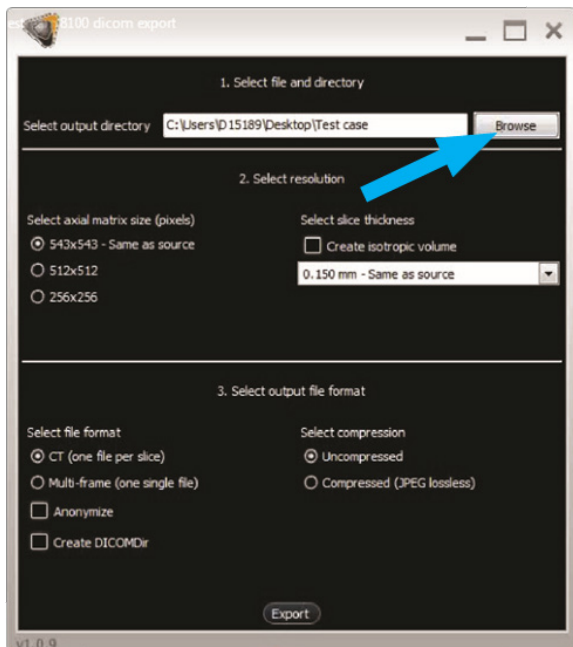 est 8100 dicom export
1. Select file and directory
Select output directory C:\Users\D15189\Desktop\Test case Browse
2. Select resolution
Select axial matrix size (pixels) Select slice thickness
543x543 - Same as source Create isotropic volume
512x512 0.150 mm - Same as source
256x256
3. Select output file format
Select file format Select compression
CT (one file per slice) Uncompressed
Multi-frame (one single file) Compressed (JPEG lossless)
Anonymize
Create DICOMDir
Export
v1.0.9